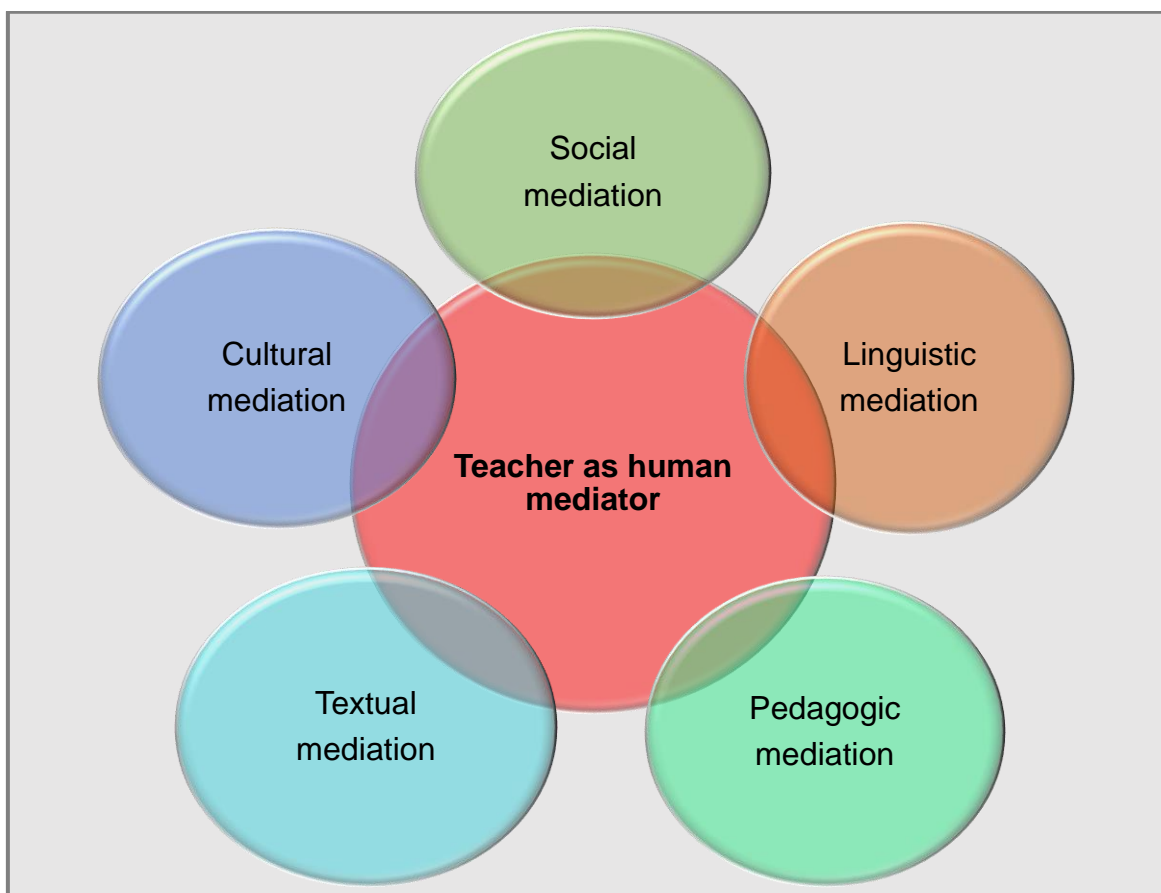 Social
mediation
Cultural
mediation
Linguistic
mediation
Teacher as human
mediator
Textual
mediation
Pedagogic
mediation